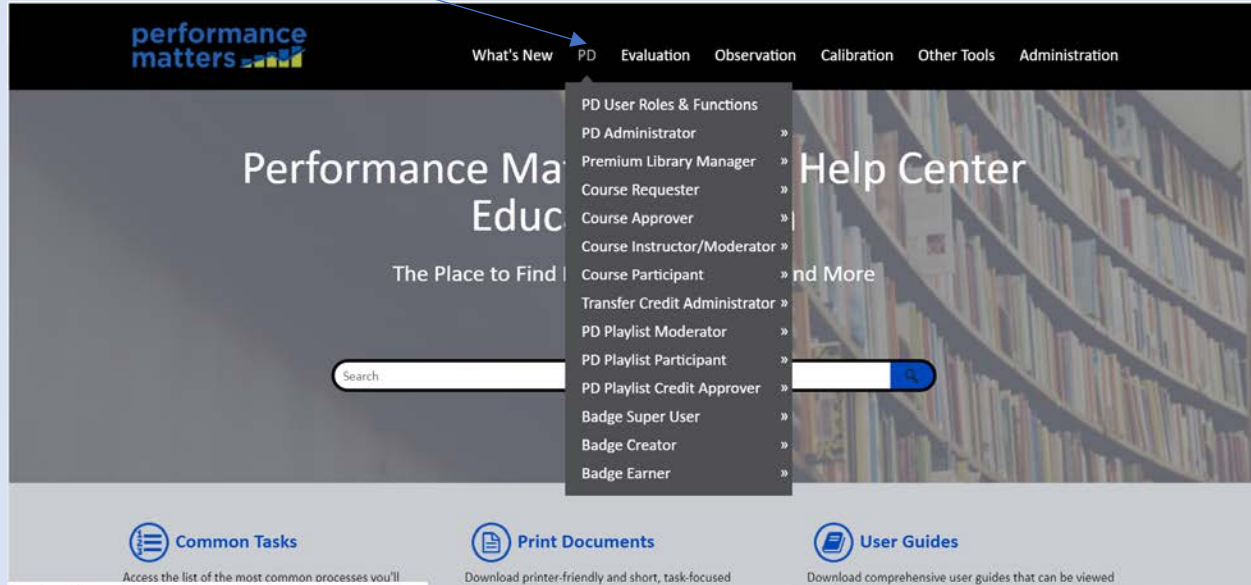 performance
matters
What's New PD Evaluation Observation Calibration Other Tools Administration
PD User Roles & Functions
PD Administrator »
Premium Library Manager »
Course Requester »
Course Approver »
Course Instructor/Moderator »
Course Participant »
Transfer Credit Administrator »
PD Playlist Moderator »
PD Playlist Participant »
PD Playlist Credit Approver »
Badge Super User »
Badge Creator »
Badge Earner »
Performance Ma Help Center
Educ
The Place to Find nd More
Search
Common Tasks
Access the list of the most common processes you'll
Print Documents
Download printer-friendly and short, task-focused
User Guides
Download comprehensive user guides that can be viewed